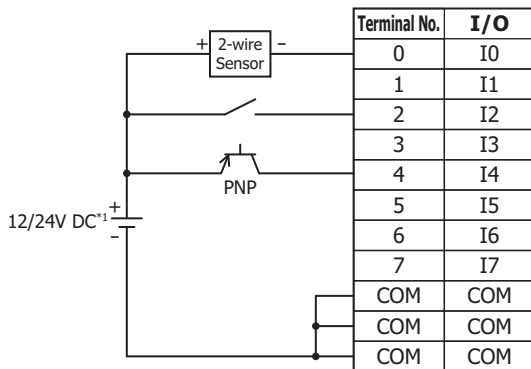 Terminal No. I/O
+ 2-wire Sensor –
0 I0
1 I1
2 I2
3 I3
PNP
4 I4
+
12/24V DC*1
–
5 I5
6 I6
7 I7
COM COM
COM COM
COM COM